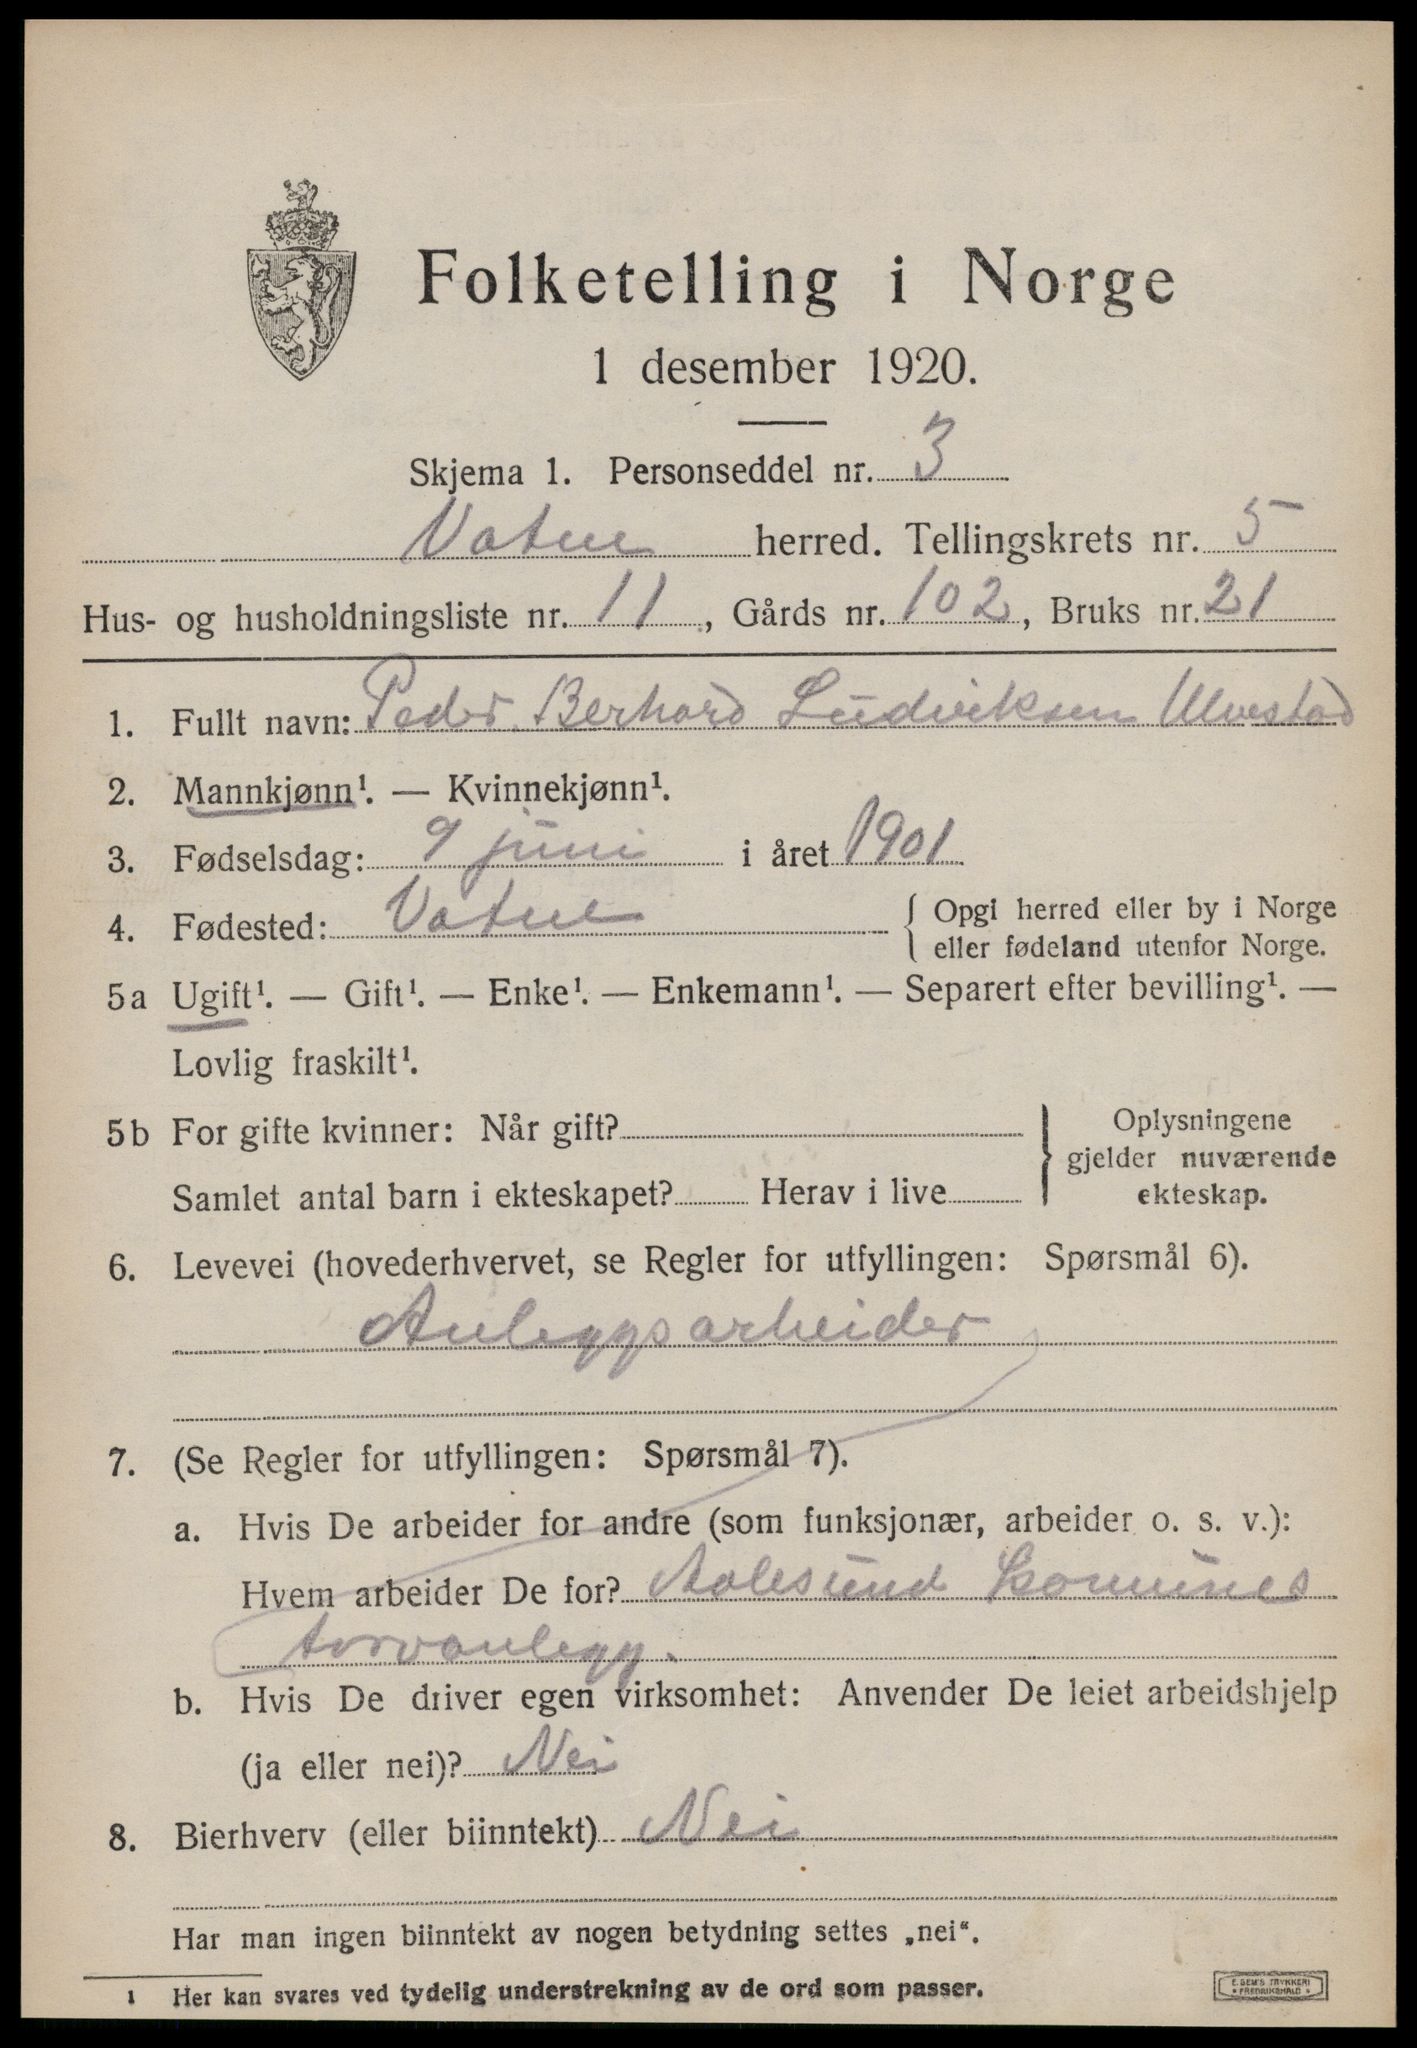 Folketelling i Norge
1 desember 1920.
Skjema 1. Personseddel nr. 3
Vatne herred. Tellingskrets nr. 5
Hus- og husholdningsliste nr. 11, Gårds nr. 102, Bruks nr. 21
1. Fullt navn: Peder Berhard Ludviksen Ulvestad
2. Mannkjønn¹. — Kvinnekjønn¹.
3. Fødselsdag: 9 juni i året 1901
4. Fødested: Vatne { Opgi herred eller by i Norge
eller fødeland utenfor Norge.
5a Ugift¹. — Gift¹. — Enke¹. — Enkemann¹. — Separert efter bevilling¹. —
Lovlig fraskilt¹.
5b For gifte kvinner: Når gift? } Oplysningene
gjelder nuværende
Samlet antal barn i ekteskapet? Herav i live ekteskap.
6. Levevei (hovederhvervet, se Regler for utfyllingen: Spørsmål 6).
Anleggsarbeider
7. (Se Regler for utfyllingen: Spørsmål 7).
a. Hvis De arbeider for andre (som funksjonær, arbeider o. s. v.):
Hvem arbeider De for? Aalesund komunes
torvanlegg.
b. Hvis De driver egen virksomhet: Anvender De leiet arbeidshjelp
(ja eller nei)? Nei
8. Bierhverv (eller biinntekt) Nei
Har man ingen biinntekt av nogen betydning settes „nei“.
1 Her kan svares ved tydelig understrekning av de ord som passer.
E. SEM'S TRYKKERI
FREDRIKSHALD